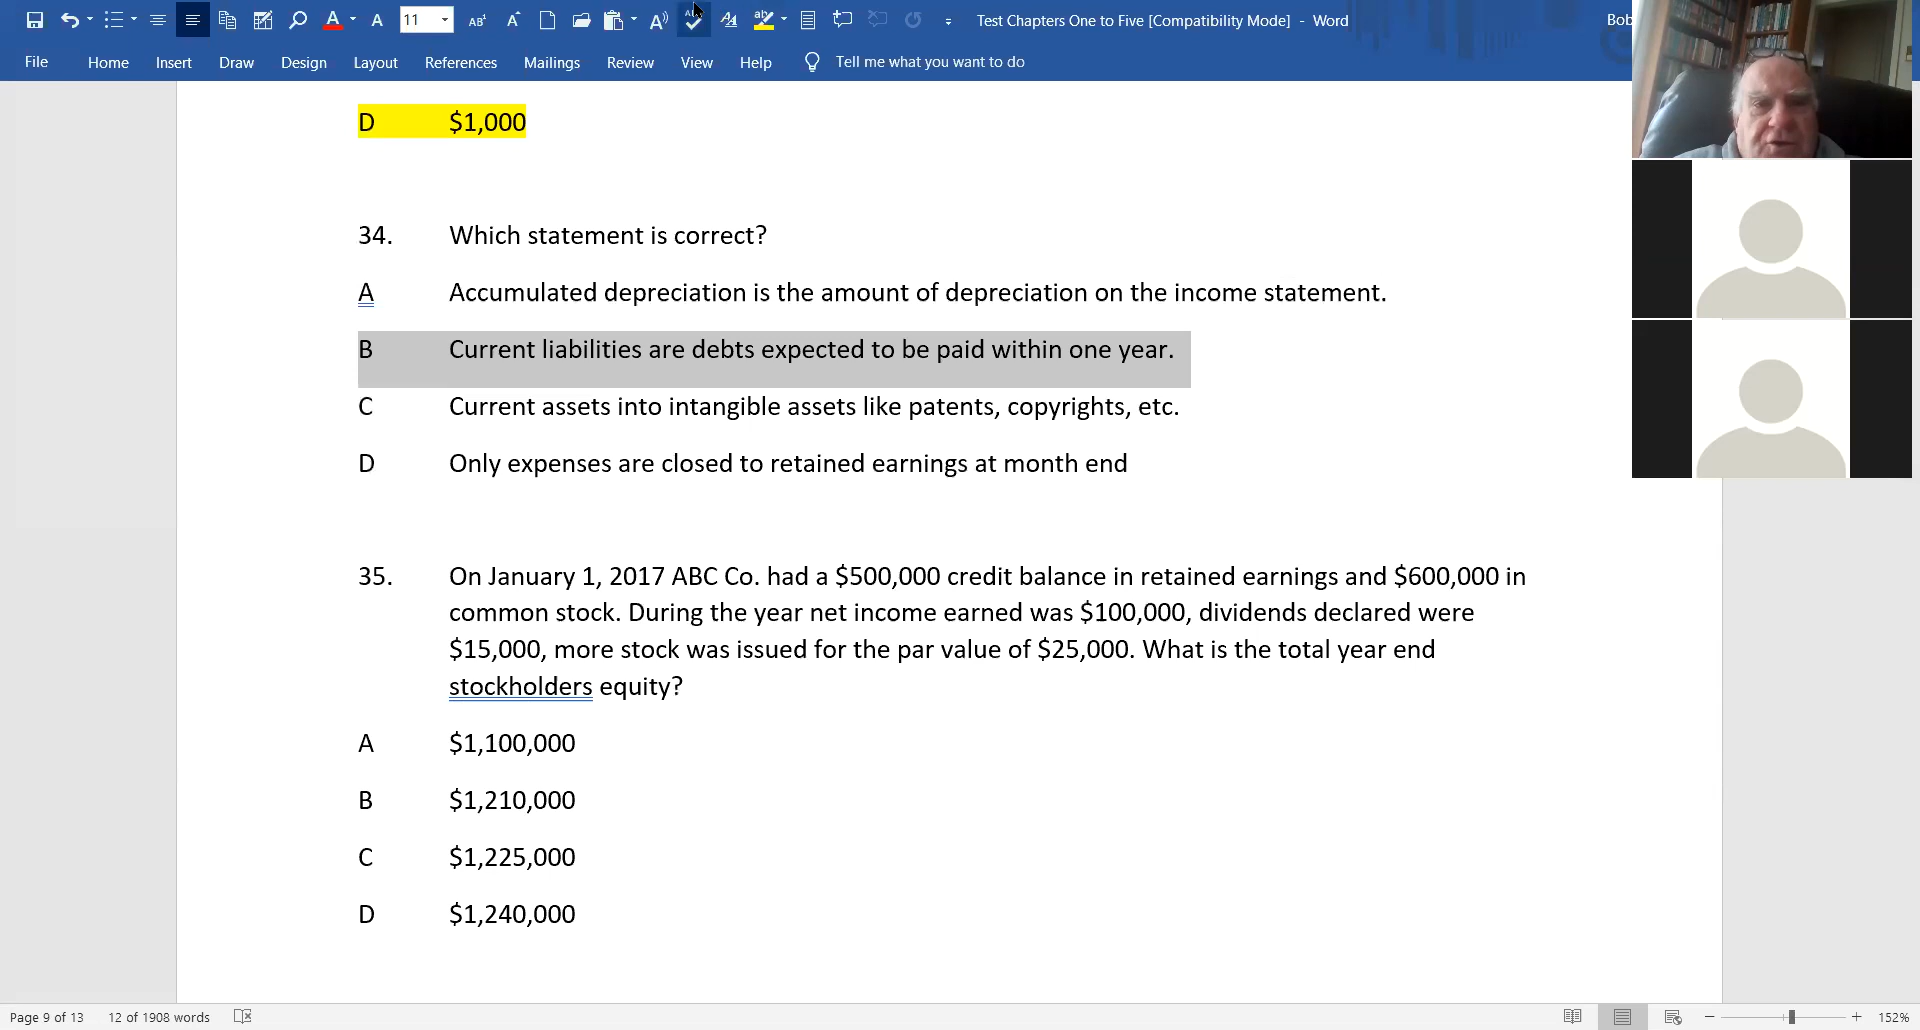 11
Test Chapters One to Five [Compatibility Mode] - Word
Bob
File Home Insert Draw Design Layout References Mailings Review View Help Tell me what you want to do
D $1,000
34. Which statement is correct?
A Accumulated depreciation is the amount of depreciation on the income statement.
B Current liabilities are debts expected to be paid within one year.
C Current assets into intangible assets like patents, copyrights, etc.
D Only expenses are closed to retained earnings at month end
35. On January 1, 2017 ABC Co. had a $500,000 credit balance in retained earnings and $600,000 in
common stock. During the year net income earned was $100,000, dividends declared were
$15,000, more stock was issued for the par value of $25,000. What is the total year end
stockholders equity?
A $1,100,000
B $1,210,000
C $1,225,000
D $1,240,000
Page 9 of 13 12 of 1908 words 152%